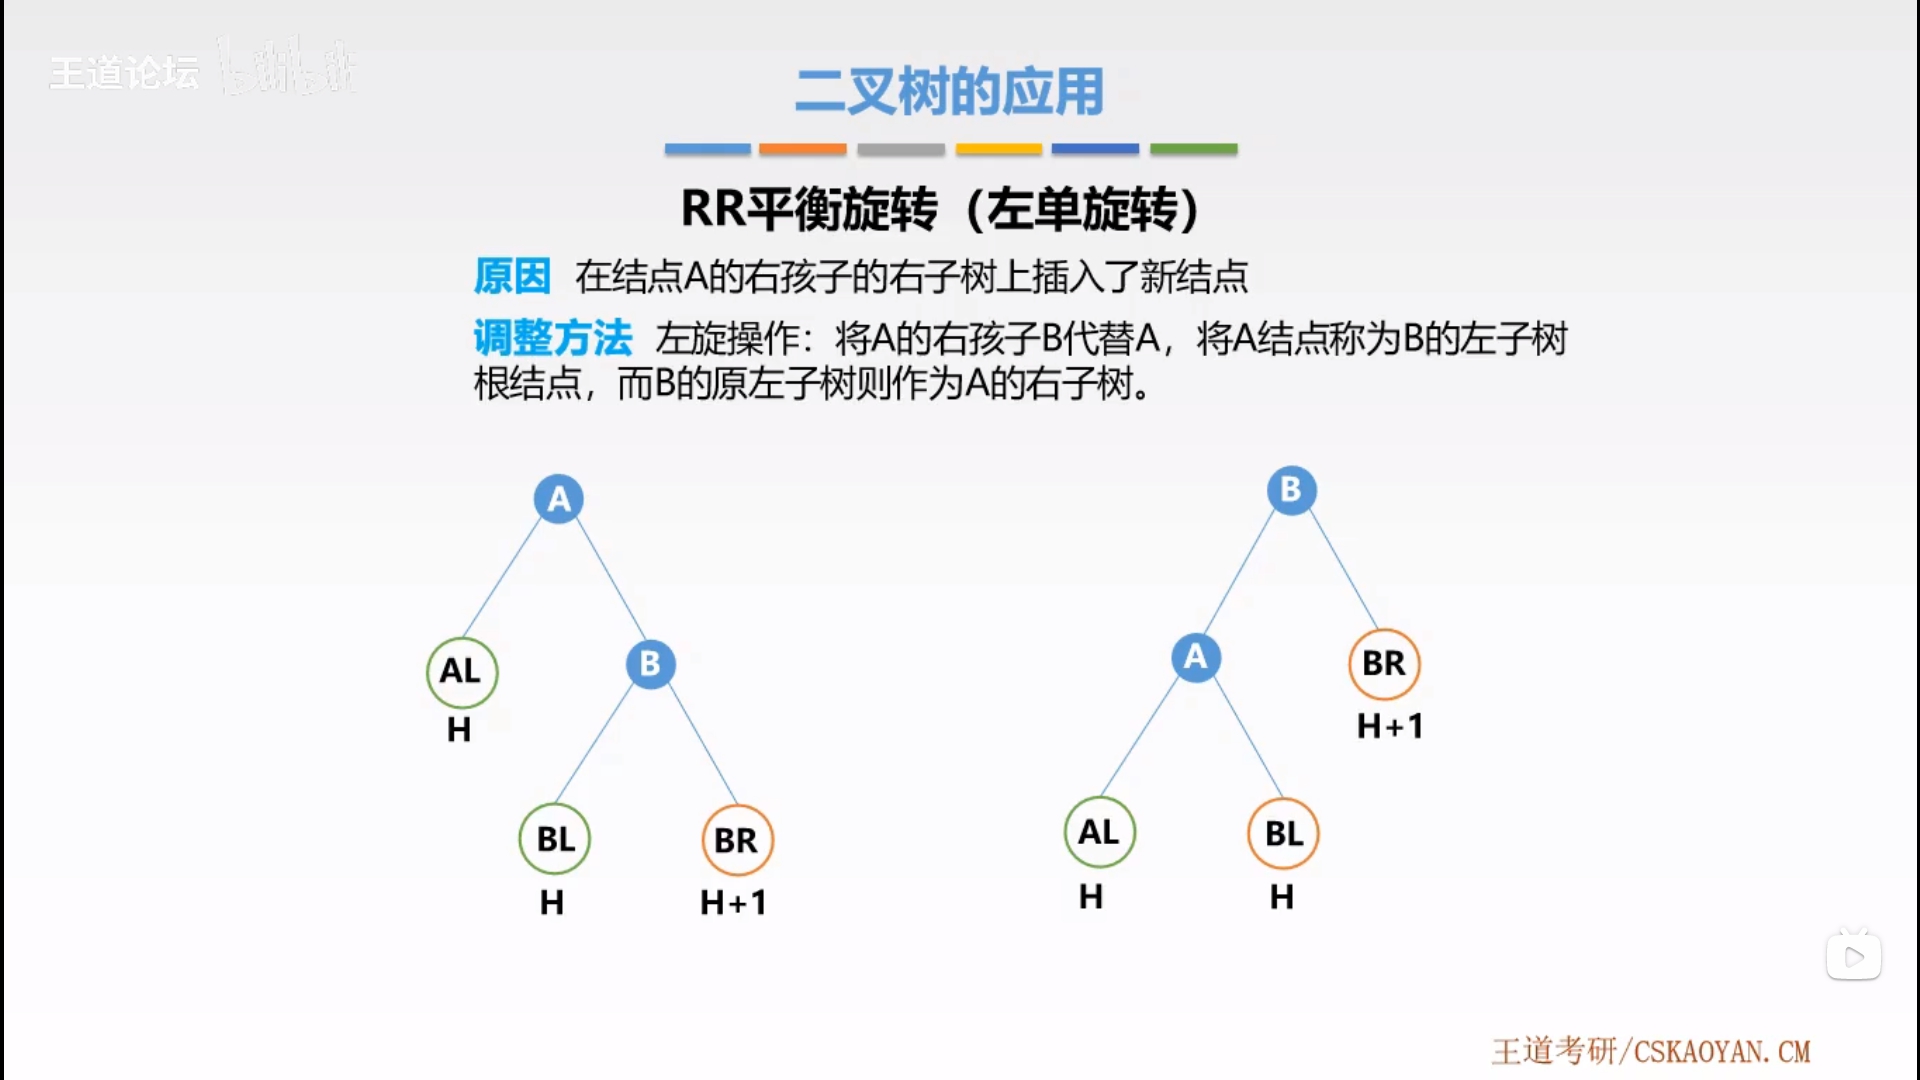 王道论坛 bilibili
二叉树的应用
RR平衡旋转（左单旋转）
原因 在结点A的右孩子的右子树上插入了新结点
调整方法 左旋操作：将A的右孩子B代替A，将A结点称为B的左子树
根结点，而B的原左子树则作为A的右子树。
A
B
AL
B
A
BR
H
H+1
BL
BR
AL
BL
H
H+1
H
H
王道考研/CSKAOYAN.CM